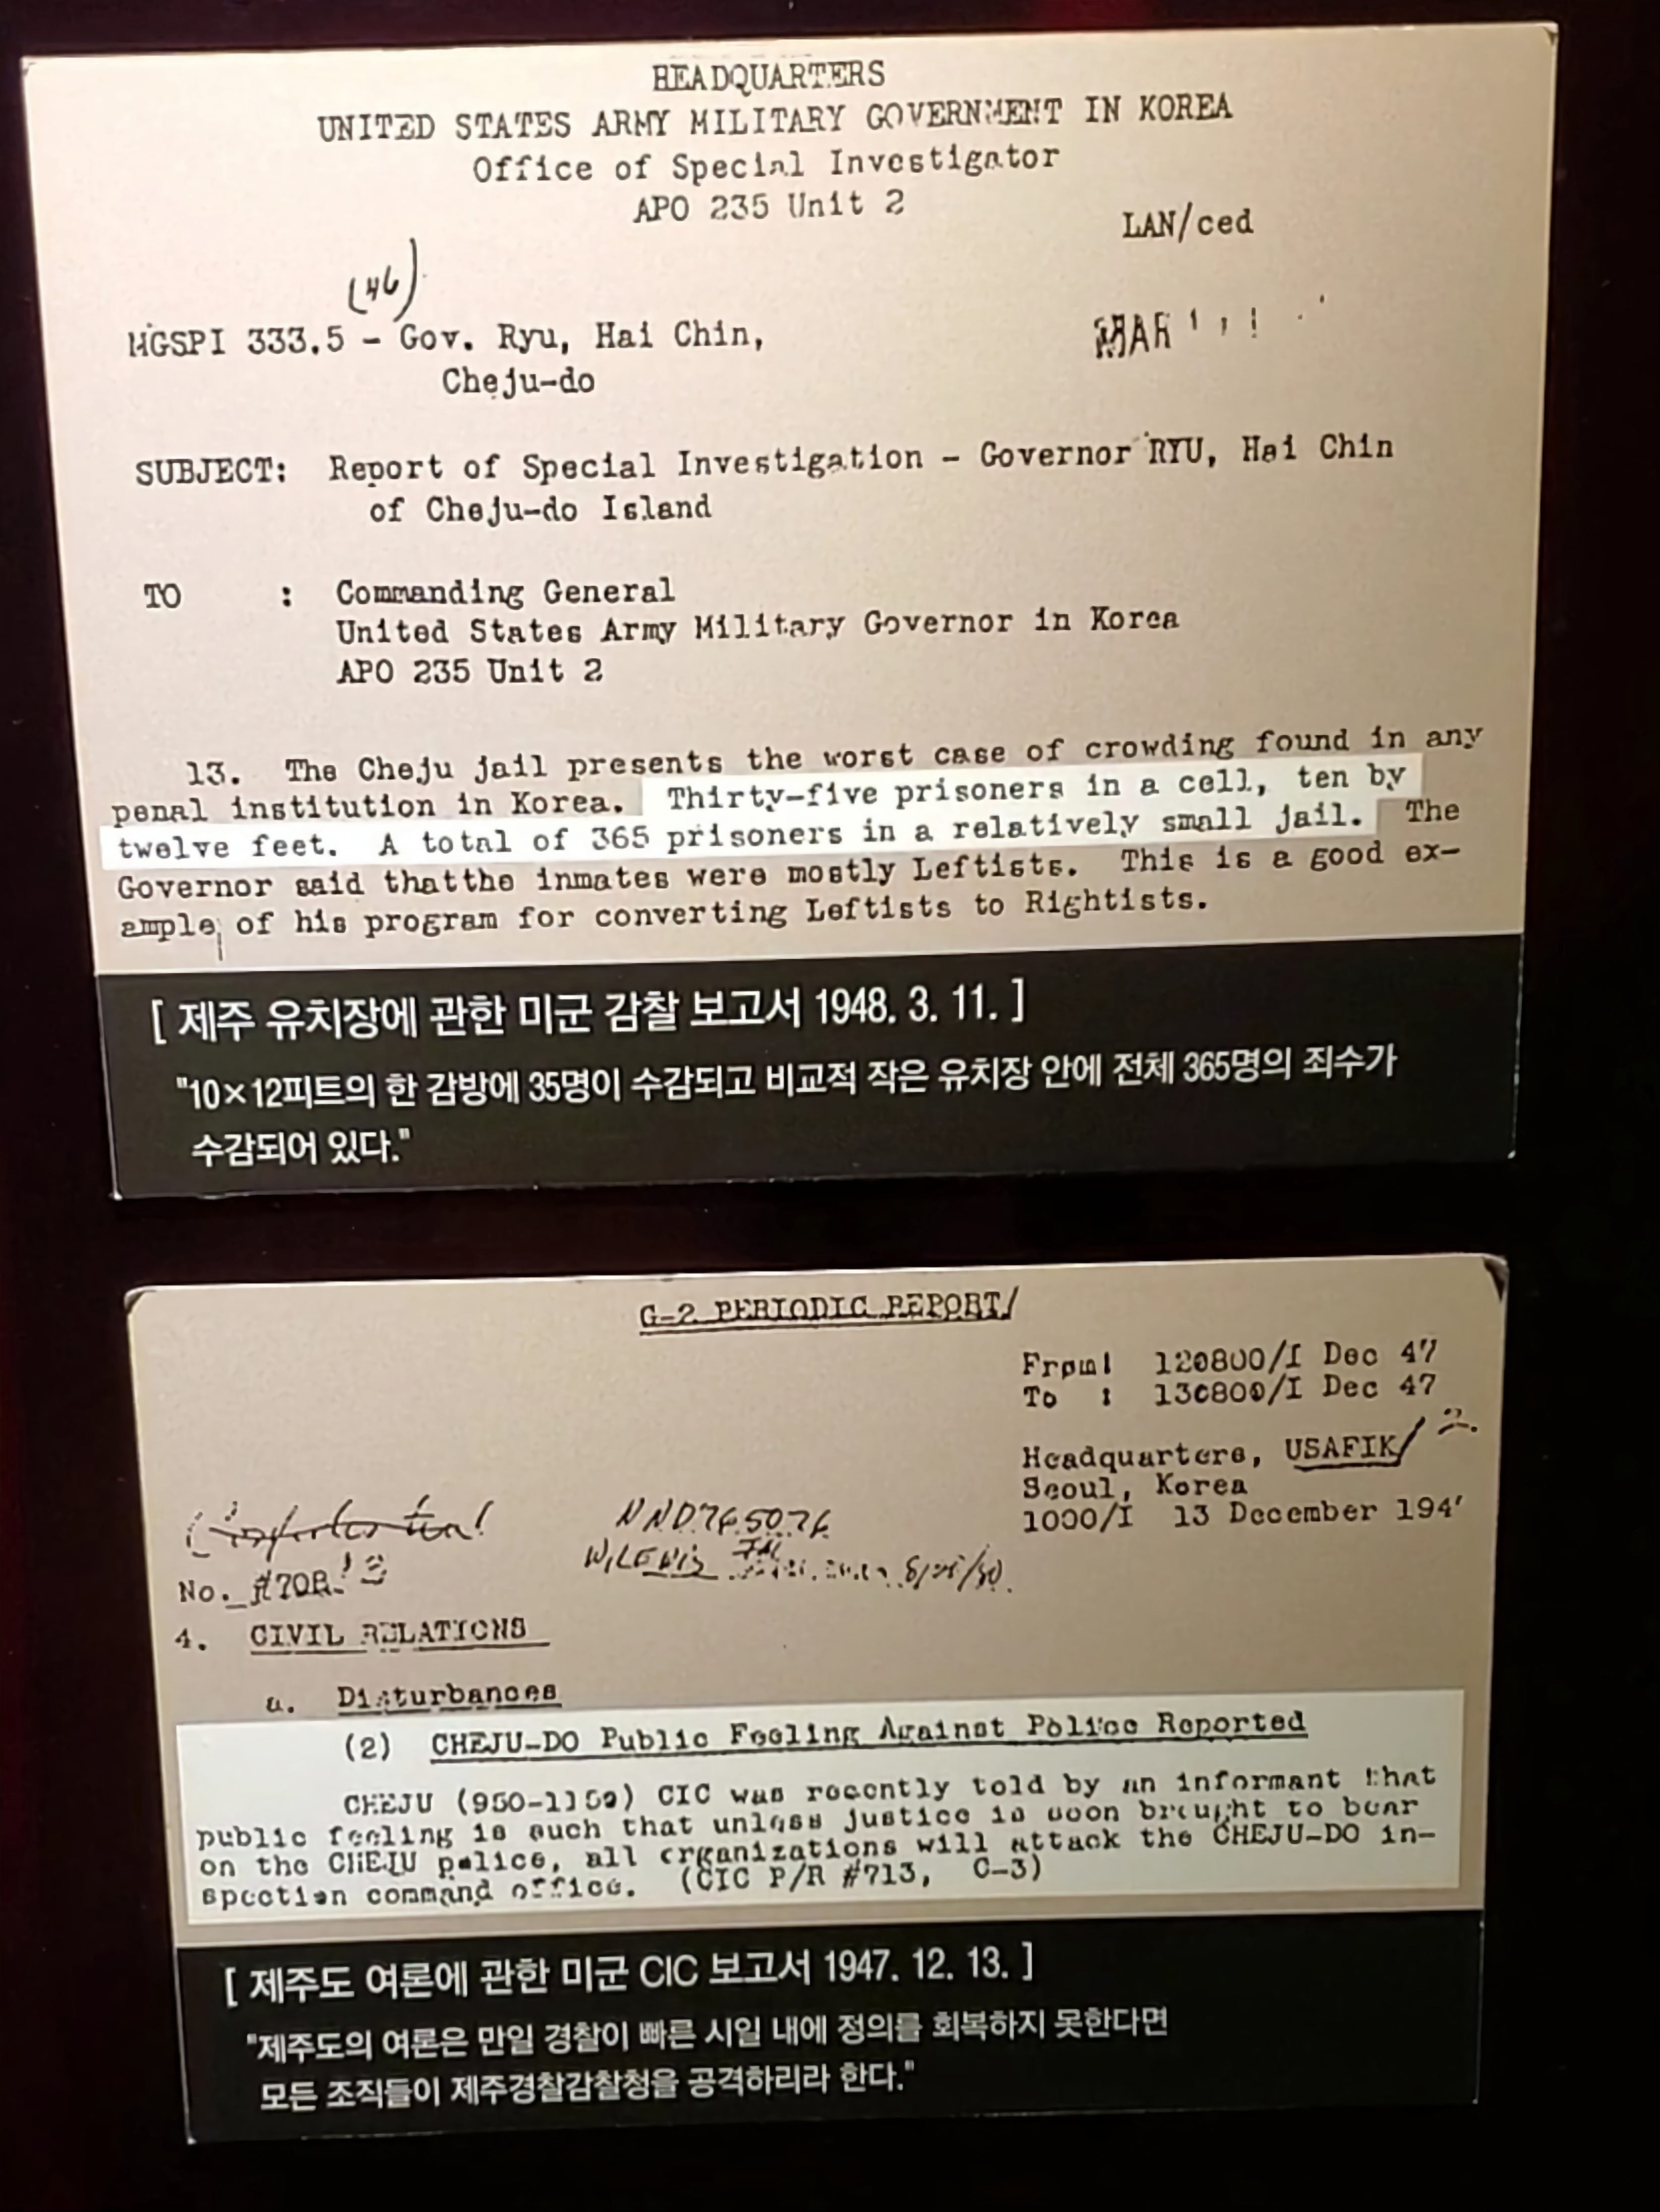 HEADQUARTERS
UNITED STATES ARMY MILITARY GOVERNMENT IN KOREA
Office of Special Investigator
APO 235 Unit 2
LAN/ced
(46)
MAR
MGSPI 333.5 - Gov. Ryu, Hai Chin,
Cheju-do
SUBJECT: Report of Special Investigation - Governor RYU, Hai Chin
of Cheju-do Island
TO : Commanding General
United States Army Military Governor in Korea
APO 235 Unit 2
13. The Cheju jail presents the worst case of crowding found in any
penal institution in Korea. Thirty-five prisoners in a cell, ten by
twelve feet. A total of 365 prisoners in a relatively small jail. The
Governor said thatthe inmates were mostly Leftists. This is a good ex-
ample of his program for converting Leftists to Rightists.
[ 제주 유치장에 관한 미군 감찰 보고서 1948. 3. 11. ]
"10×12피트의 한 감방에 35명이 수감되고 비교적 작은 유치장 안에 전체 365명의 죄수가
수감되어 있다."
G-2 PERIODIC REPORT
From: 120800/I Dec 47
To : 130800/I Dec 47
Headquarters, USAFIK
Seoul, Korea
1000/I 13 December 194
Confidential
No.
4. CIVIL RELATIONS
a. Disturbances
(2) CHEJU-DO Public Feeling Against Police Reported
CHEJU CIC was recently told by an informant that
public feeling is such that unless justice is soon brought to bear
on the CHEJU police, all organizations will attack the CHEJU-DO in-
spection command office. (CIC P/R #713, C-3)
[ 제주도 여론에 관한 미군 CIC 보고서 1947. 12. 13. ]
"제주도의 여론은 만일 경찰이 빠른 시일 내에 정의를 회복하지 못한다면
모든 조직들이 제주경찰감찰청을 공격하리라 한다."